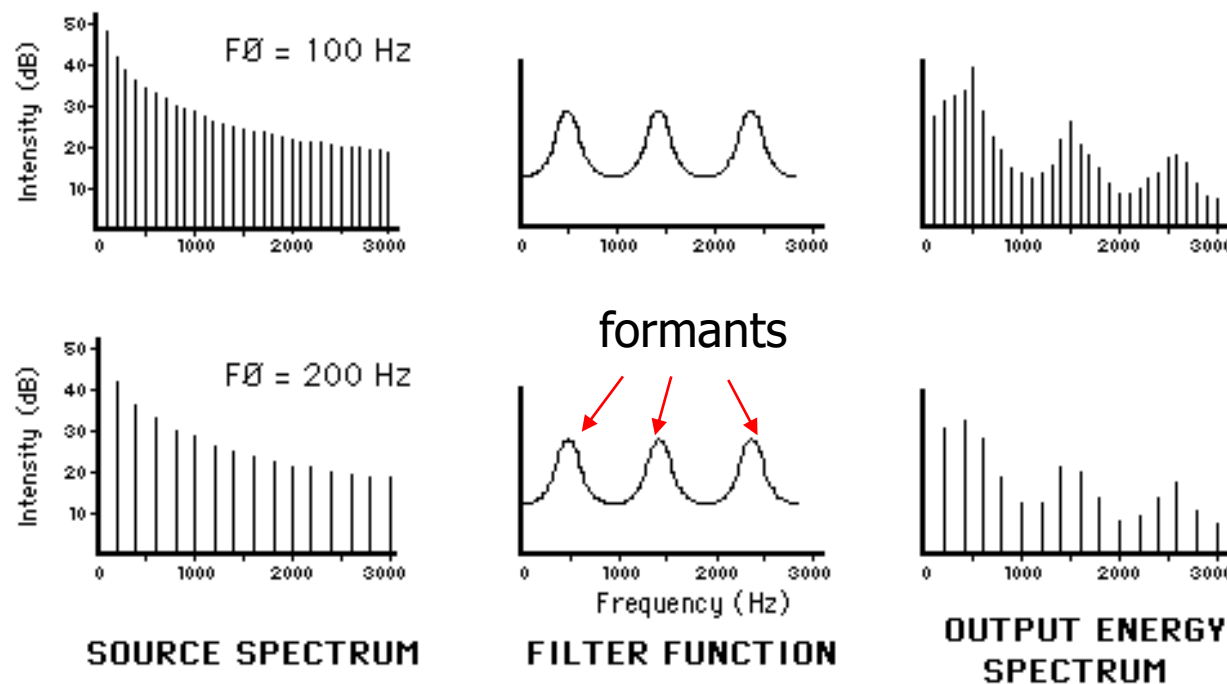 50
40
30
20
10
Intensity (dB)
FØ = 100 Hz
0 1000 2000 3000
0 1000 2000 3000
0 1000 2000 3000
formants
50
40
30
20
10
Intensity (dB)
FØ = 200 Hz
0 1000 2000 3000
0 1000 2000 3000
Frequency (Hz)
0 1000 2000 3000
SOURCE SPECTRUM
FILTER FUNCTION
OUTPUT ENERGY
SPECTRUM